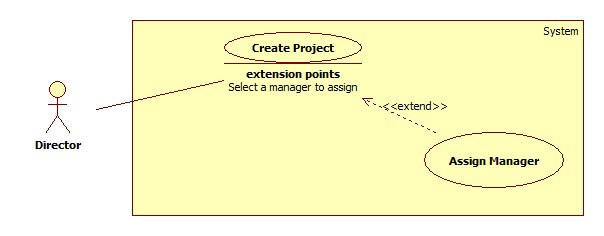 System
Create Project
extension points
Select a manager to assign
<<extend>>
Director
Assign Manager